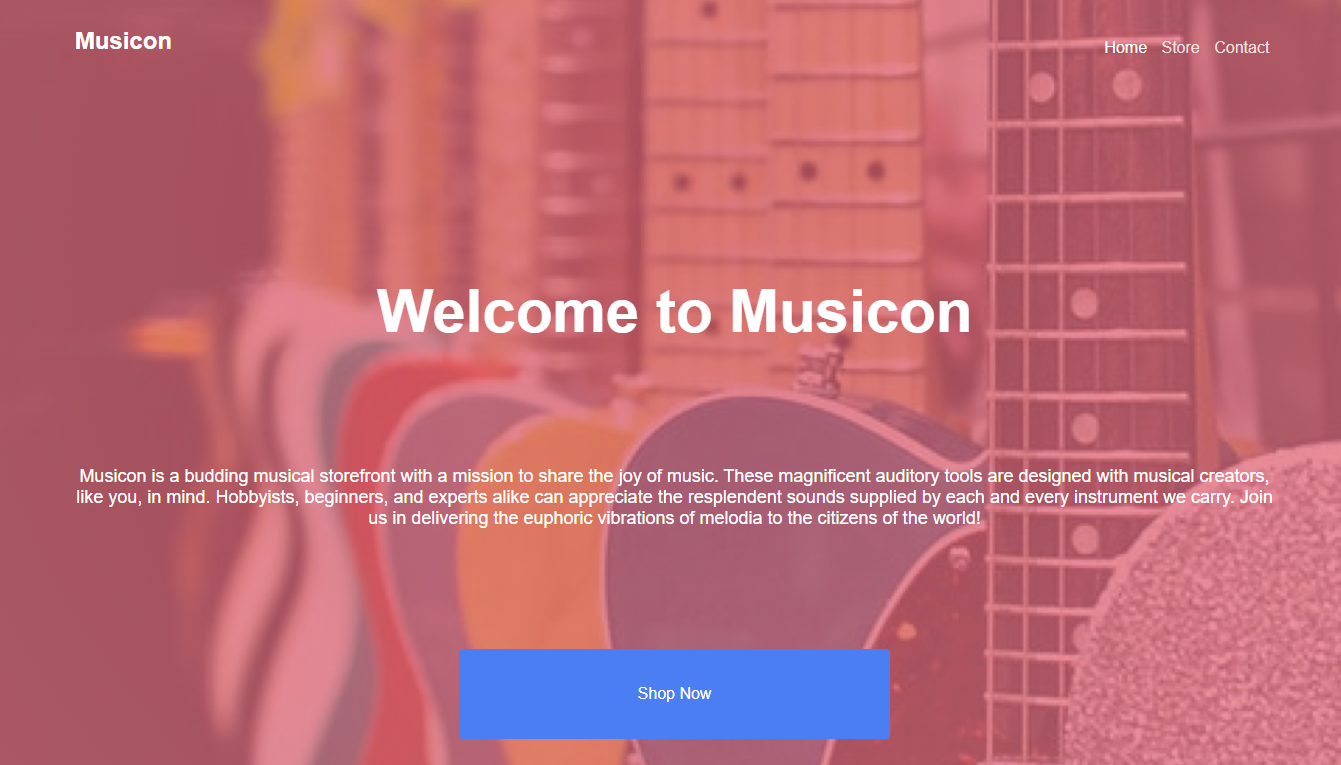 Musicon
Home Store Contact
Welcome to Musicon
Musicon is a budding musical storefront with a mission to share the joy of music. These magnificent auditory tools are designed with musical creators,
like you, in mind. Hobbyists, beginners, and experts alike can appreciate the resplendent sounds supplied by each and every instrument we carry. Join
us in delivering the euphoric vibrations of melodia to the citizens of the world!
Shop Now